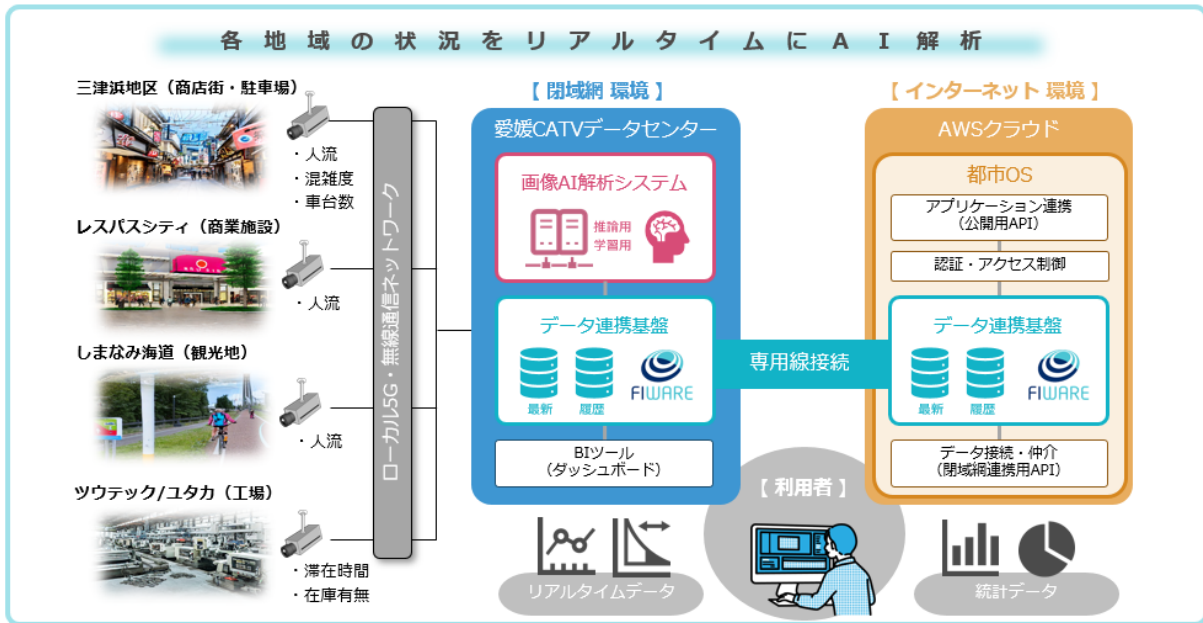 各地域の状況をリアルタイムにAI解析
三津浜地区（商店街・駐車場）
・人流
・混雑度
・車台数
レスパスシティ（商業施設）
・人流
しまなみ海道（観光地）
・人流
ツウテック/ユタカ（工場）
・滞在時間
・在庫有無
ローカル5G・無線通信ネットワーク
【 閉域網 環境 】
愛媛CATVデータセンター
画像AI解析システム
推論用
学習用
データ連携基盤
最新
履歴
FIWARE
BIツール
（ダッシュボード）
専用線接続
【 インターネット 環境 】
AWSクラウド
都市OS
アプリケーション連携
（公開用API）
認証・アクセス制御
データ連携基盤
最新
履歴
FIWARE
データ接続・仲介
（閉域網連携用API）
【 利用者 】
リアルタイムデータ
統計データ